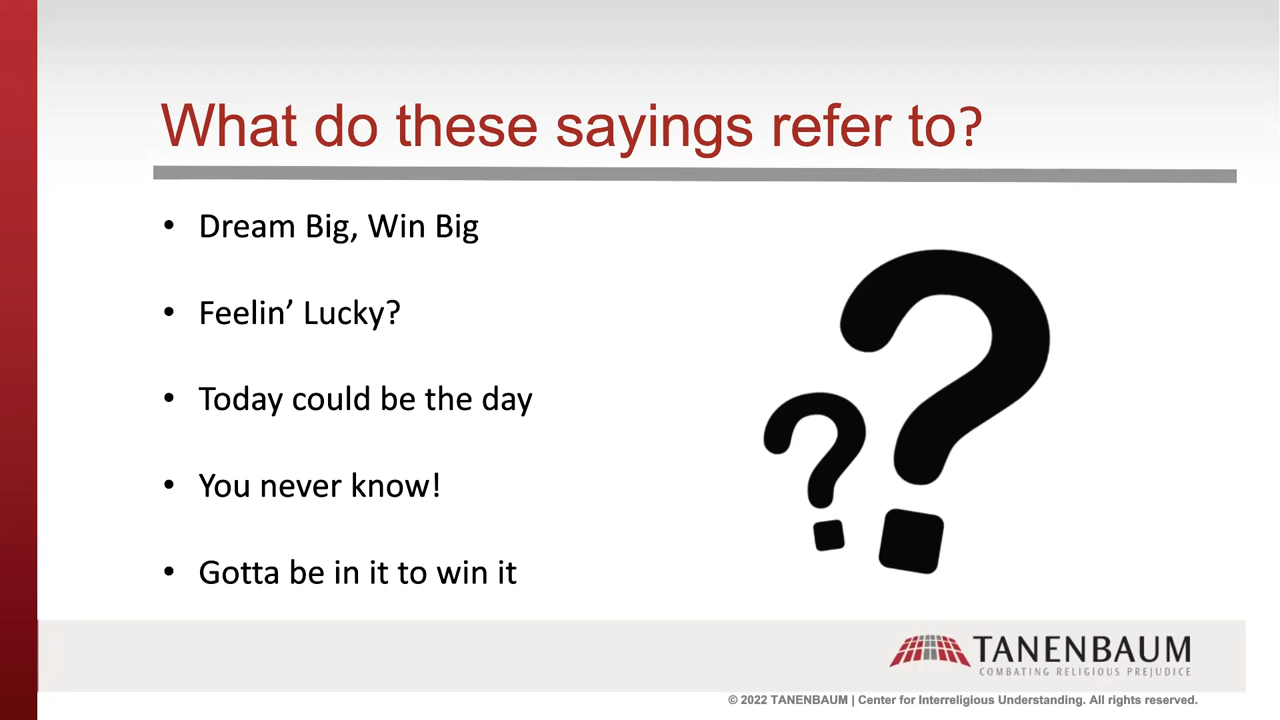 What do these sayings refer to?
• Dream Big, Win Big
• Feelin’ Lucky?
• Today could be the day
• You never know!
• Gotta be in it to win it
??
TANENBAUM
COMBATING RELIGIOUS PREJUDICE
© 2022 TANENBAUM | Center for Interreligious Understanding. All rights reserved.